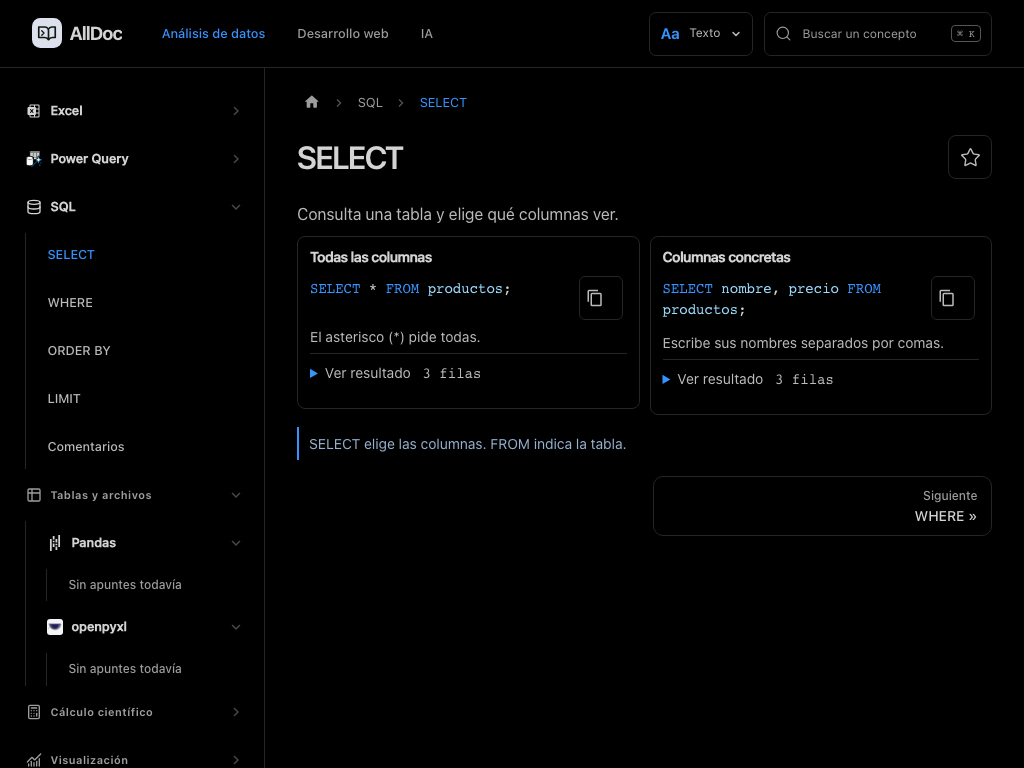 AllDoc
Análisis de datos
Desarrollo web
IA
Aa Texto
Buscar un concepto
⌘ K
Excel
Power Query
SQL
SELECT
WHERE
ORDER BY
LIMIT
Comentarios
Tablas y archivos
Pandas
Sin apuntes todavía
openpyxl
Sin apuntes todavía
Cálculo científico
Visualización
SQL
SELECT
SELECT
Consulta una tabla y elige qué columnas ver.
Todas las columnas
SELECT * FROM productos;
El asterisco (*) pide todas.
Ver resultado 3 filas
Columnas concretas
SELECT nombre, precio FROM
productos;
Escribe sus nombres separados por comas.
Ver resultado 3 filas
SELECT elige las columnas. FROM indica la tabla.
Siguiente
WHERE »